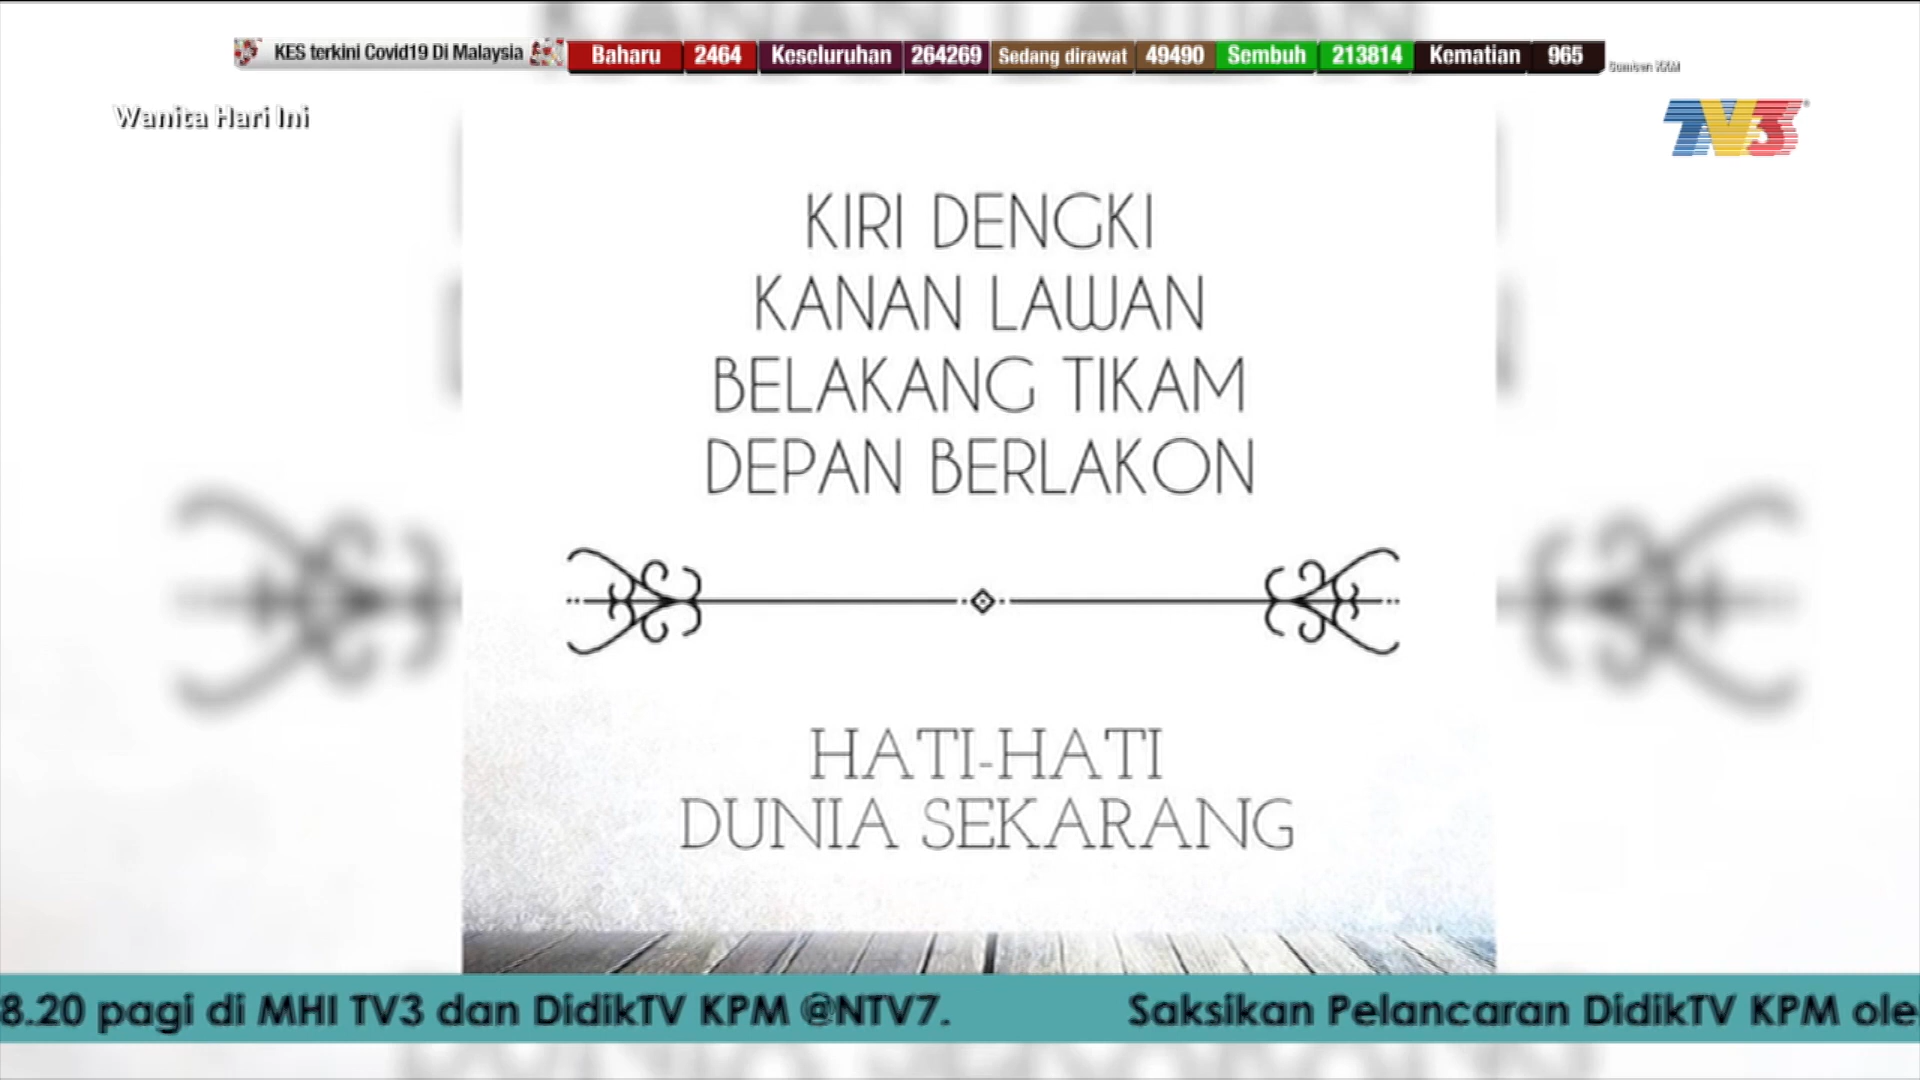 KES terkini Covid19 Di Malaysia Baharu 2464 Keseluruhan 264269 Sedang dirawat 49490 Sembuh 213814 Kematian 965
Sumber: KKM
Wanita Hari Ini
TV3
KIRI DENGKI
KANAN LAWAN
BELAKANG TIKAM
DEPAN BERLAKON
HATI-HATI
DUNIA SEKARANG
8.20 pagi di MHI TV3 dan DidikTV KPM @NTV7. Saksikan Pelancaran DidikTV KPM ole